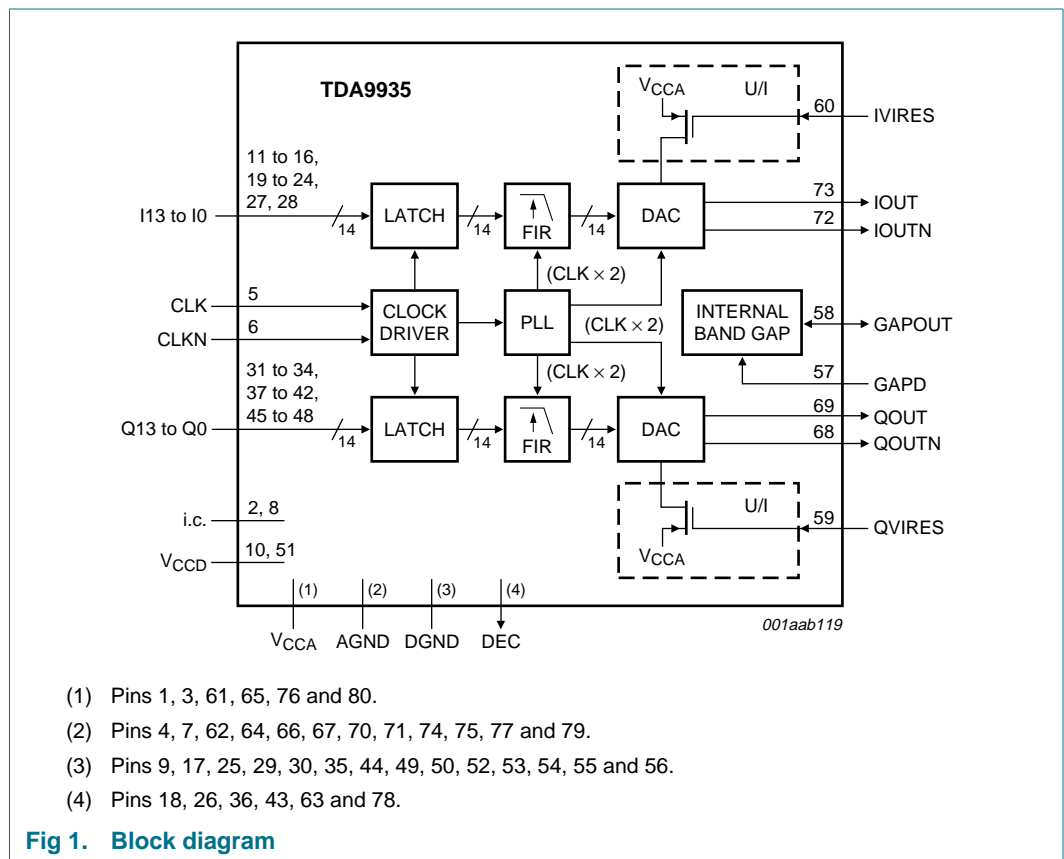 TDA9935
V_CCA
U/I
60
IVIRES
11 to 16,
19 to 24,
27, 28
I13 to I0
14
LATCH
14
FIR
14
DAC
73
IOUT
72
IOUTN
(CLK × 2)
CLK
5
CLKN
6
CLOCK
DRIVER
PLL
(CLK × 2)
INTERNAL
BAND GAP
58
GAPOUT
57
GAPD
(CLK × 2)
31 to 34,
37 to 42,
45 to 48
Q13 to Q0
14
LATCH
14
FIR
14
DAC
69
QOUT
68
QOUTN
U/I
59
QVIRES
V_CCA
i.c.
2, 8
V_CCD
10, 51
(1)
(2)
(3)
(4)
V_CCA
AGND
DGND
DEC
001aab119
(1) Pins 1, 3, 61, 65, 76 and 80.
(2) Pins 4, 7, 62, 64, 66, 67, 70, 71, 74, 75, 77 and 79.
(3) Pins 9, 17, 25, 29, 30, 35, 44, 49, 50, 52, 53, 54, 55 and 56.
(4) Pins 18, 26, 36, 43, 63 and 78.
Fig 1. Block diagram